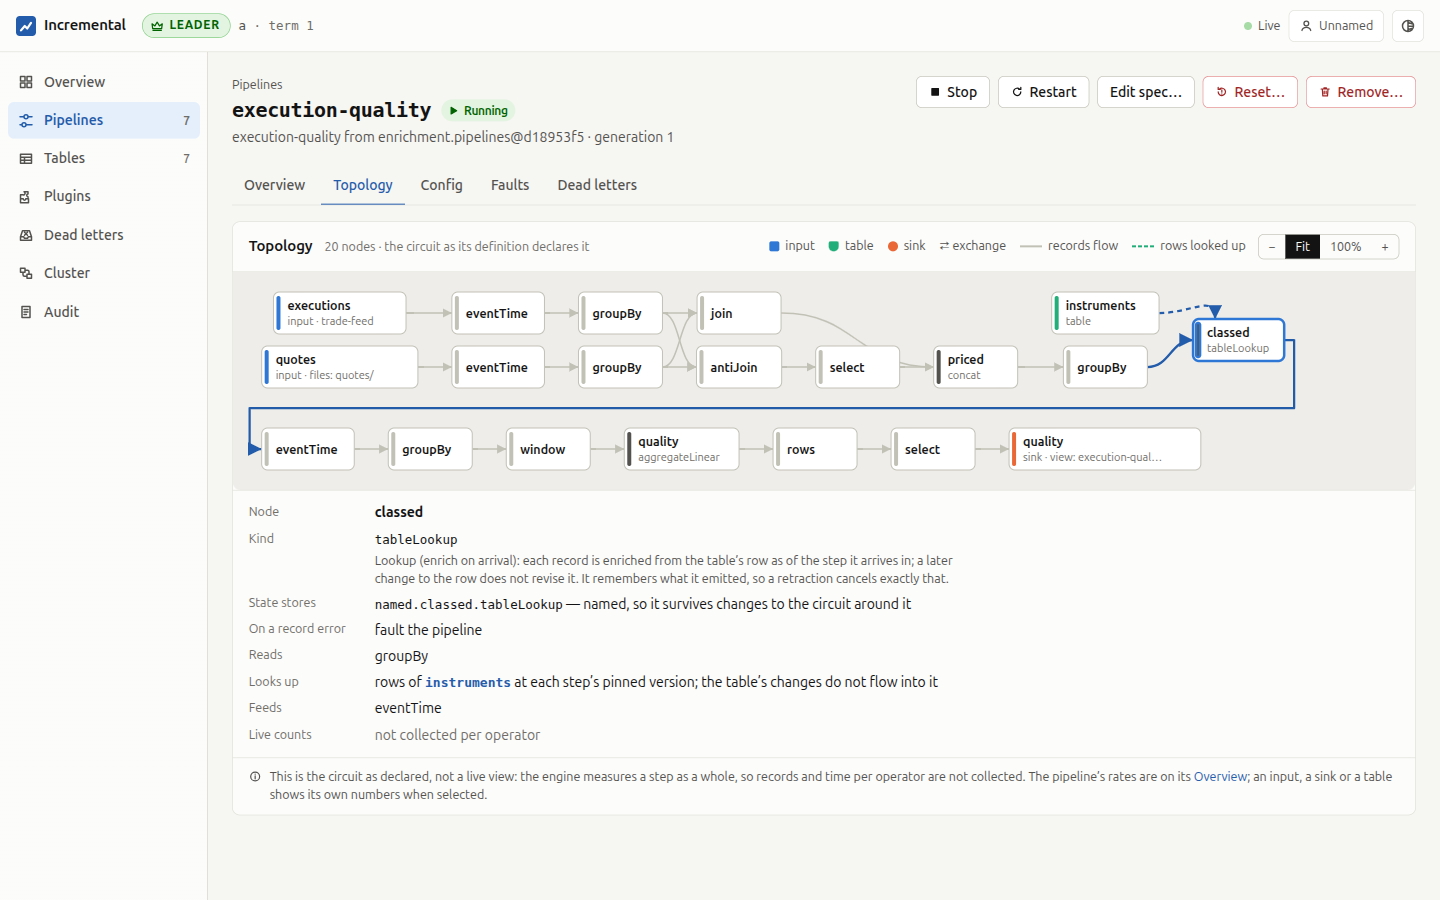 Incremental
LEADER
a · term 1
Live
Unnamed
Overview
Pipelines 7
Tables 7
Plugins
Dead letters
Cluster
Audit
Pipelines
execution-quality
Running
execution-quality from enrichment.pipelines@d18953f5 · generation 1
Stop
Restart
Edit spec…
Reset…
Remove…
Overview
Topology
Config
Faults
Dead letters
Topology
20 nodes · the circuit as its definition declares it
input
table
sink
⇄ exchange
records flow
rows looked up
−
Fit
100%
+
executions
input · trade-feed
eventTime
groupBy
join
instruments
table
classed
tableLookup
quotes
input · files: quotes/
eventTime
groupBy
antiJoin
select
priced
concat
groupBy
eventTime
groupBy
window
quality
aggregateLinear
rows
select
quality
sink · view: execution-qual…
Node classed
Kind tableLookup
Lookup (enrich on arrival): each record is enriched from the table's row as of the step it arrives in; a later
change to the row does not revise it. It remembers what it emitted, so a retraction cancels exactly that.
State stores named.classed.tableLookup — named, so it survives changes to the circuit around it
On a record error fault the pipeline
Reads groupBy
Looks up rows of instruments at each step's pinned version; the table's changes do not flow into it
Feeds eventTime
Live counts not collected per operator
This is the circuit as declared, not a live view: the engine measures a step as a whole, so records and time per operator are not collected. The pipeline's rates are on its Overview; an input, a sink or a table
shows its own numbers when selected.